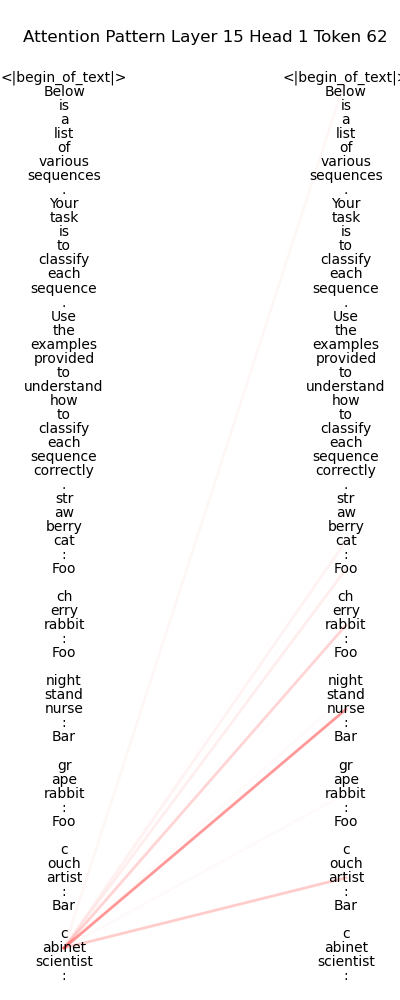 Attention Pattern Layer 15 Head 1 Token 62
<|begin_of_text|> <|begin_of_text|>
Below Below
is is
a a
list list
of of
various various
sequences sequences
. .
Your Your
task task
is is
to to
classify classify
each each
sequence sequence
. .
Use Use
the the
examples examples
provided provided
to to
understand understand
how how
to to
classify classify
each each
sequence sequence
correctly correctly
. .
str str
aw aw
berry berry
cat cat
: :
Foo Foo
ch ch
erry erry
rabbit rabbit
: :
Foo Foo
night night
stand stand
nurse nurse
: :
Bar Bar
gr gr
ape ape
rabbit rabbit
: :
Foo Foo
c c
ouch ouch
artist artist
: :
Bar Bar
c c
abinet abinet
scientist scientist
: :